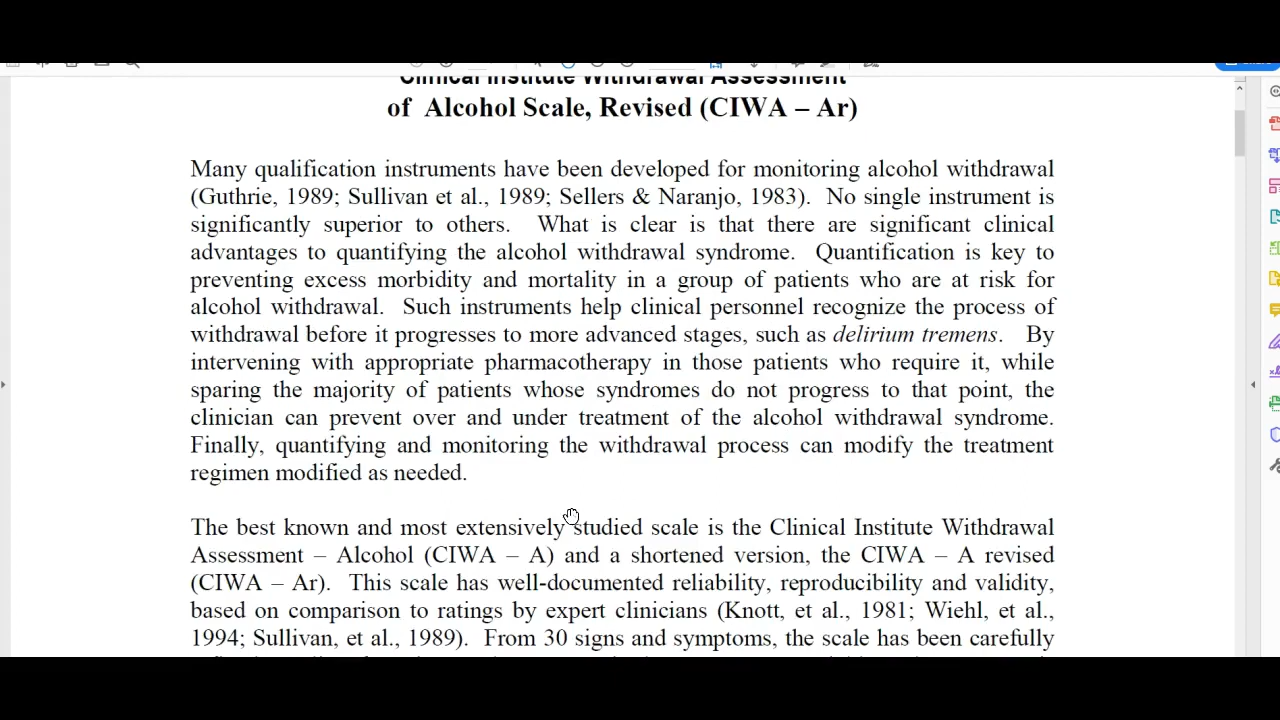 Clinical Institute Withdrawal Assessment
of Alcohol Scale, Revised (CIWA – Ar)
Many qualification instruments have been developed for monitoring alcohol withdrawal
(Guthrie, 1989; Sullivan et al., 1989; Sellers & Naranjo, 1983). No single instrument is
significantly superior to others. What is clear is that there are significant clinical
advantages to quantifying the alcohol withdrawal syndrome. Quantification is key to
preventing excess morbidity and mortality in a group of patients who are at risk for
alcohol withdrawal. Such instruments help clinical personnel recognize the process of
withdrawal before it progresses to more advanced stages, such as delirium tremens. By
intervening with appropriate pharmacotherapy in those patients who require it, while
sparing the majority of patients whose syndromes do not progress to that point, the
clinician can prevent over and under treatment of the alcohol withdrawal syndrome.
Finally, quantifying and monitoring the withdrawal process can modify the treatment
regimen modified as needed.
The best known and most extensively studied scale is the Clinical Institute Withdrawal
Assessment – Alcohol (CIWA – A) and a shortened version, the CIWA – A revised
(CIWA – Ar). This scale has well-documented reliability, reproducibility and validity,
based on comparison to ratings by expert clinicians (Knott, et al., 1981; Wiehl, et al.,
1994; Sullivan, et al., 1989). From 30 signs and symptoms, the scale has been carefully